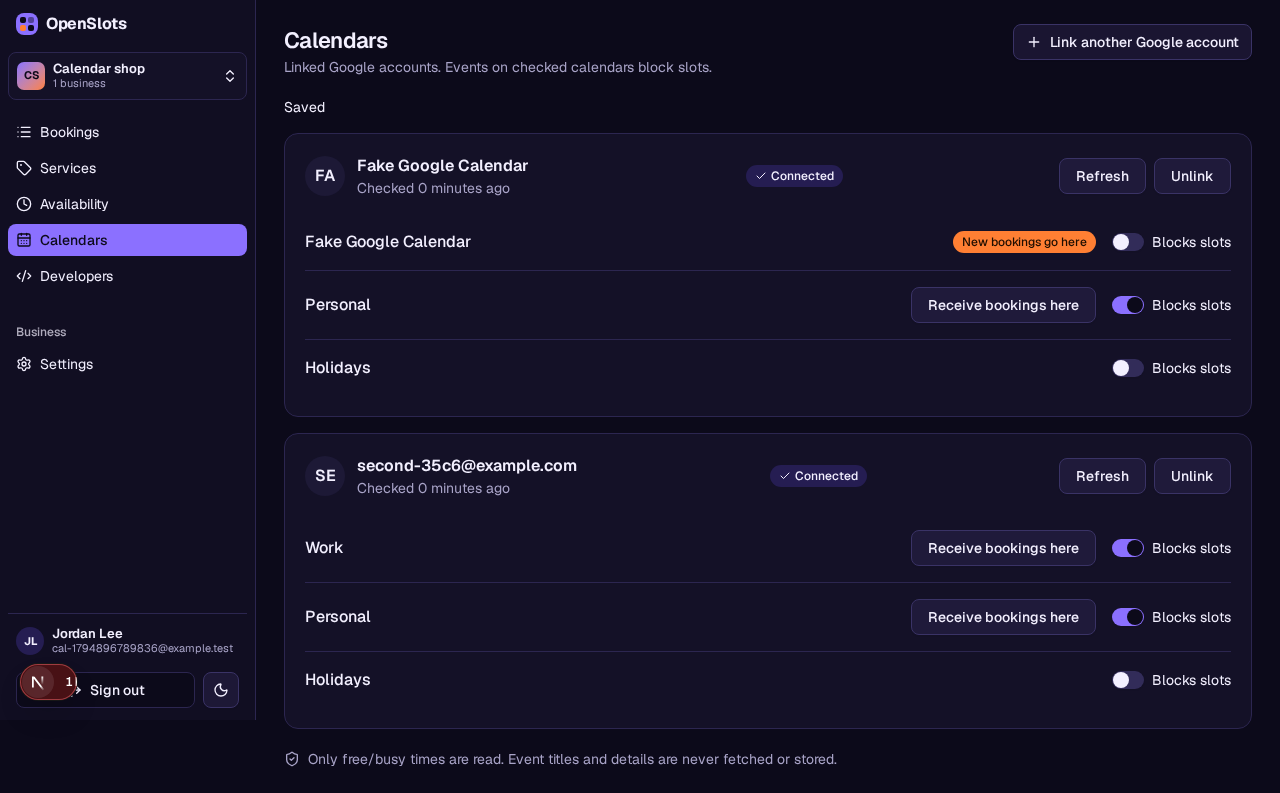 OpenSlots
CS
Calendar shop
1 business
Bookings
Services
Availability
Calendars
Developers
Business
Settings
JL
Jordan Lee
cal-1794896789836@example.test
N
1
Sign out
Calendars
Linked Google accounts. Events on checked calendars block slots.
Link another Google account
Saved
FA
Fake Google Calendar
Checked 0 minutes ago
Connected
Refresh
Unlink
Fake Google Calendar
New bookings go here
Blocks slots
Personal
Receive bookings here
Blocks slots
Holidays
Blocks slots
SE
second-35c6@example.com
Checked 0 minutes ago
Connected
Refresh
Unlink
Work
Receive bookings here
Blocks slots
Personal
Receive bookings here
Blocks slots
Holidays
Blocks slots
Only free/busy times are read. Event titles and details are never fetched or stored.